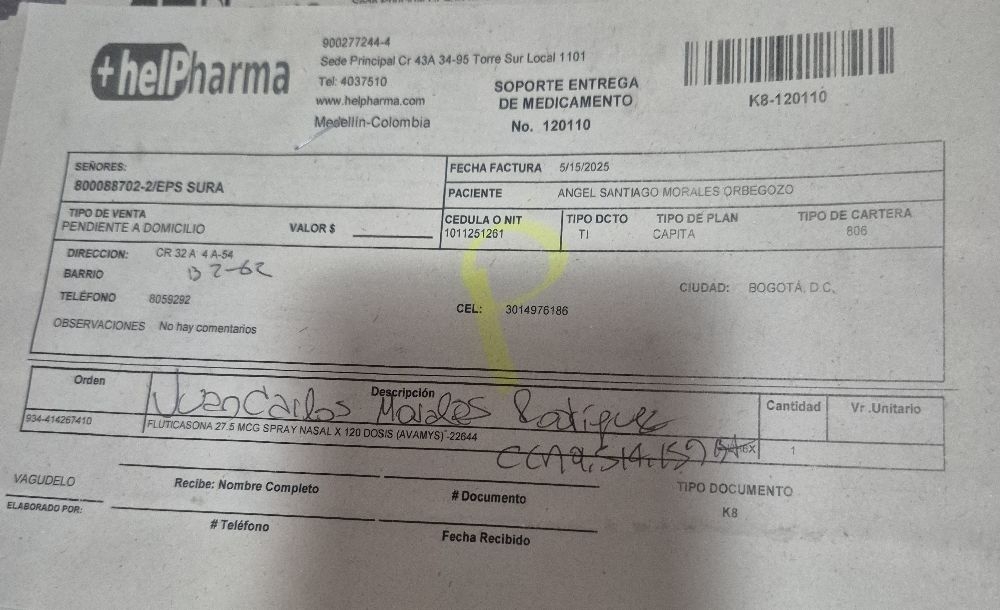 +helPharma
900277244-4
Sede Principal Cr 43A 34-95 Torre Sur Local 1101
Tel: 4037510
www.helpharma.com
Medellín-Colombia
SOPORTE ENTREGA
DE MEDICAMENTO
No. 120110
K8-120110
SEÑORES:
800088702-2/EPS SURA
FECHA FACTURA 5/15/2025
PACIENTE ANGEL SANTIAGO MORALES ORBEGOZO
TIPO DE VENTA
PENDIENTE A DOMICILIO VALOR $
CEDULA O NIT TIPO DCTO TIPO DE PLAN TIPO DE CARTERA
1011251261 TI CAPITA 806
DIRECCION: CR 32 A 4 A-54
BARRIO B 2-62
TELÉFONO 8059292
CEL: 3014976186
CIUDAD: BOGOTÁ, D.C,
OBSERVACIONES No hay comentarios
Orden Descripción Cantidad Vr.Unitario
Juan Carlos Morales Rodriguez
934-414267410 FLUTICASONA 27.5 MCG SPRAY NASAL X 120 DOSIS (AVAMYS)-22644 1
VAGUDELO
ELABORADO POR:
Recibe: Nombre Completo
# Documento
# Teléfono
Fecha Recibido
TIPO DOCUMENTO
K8